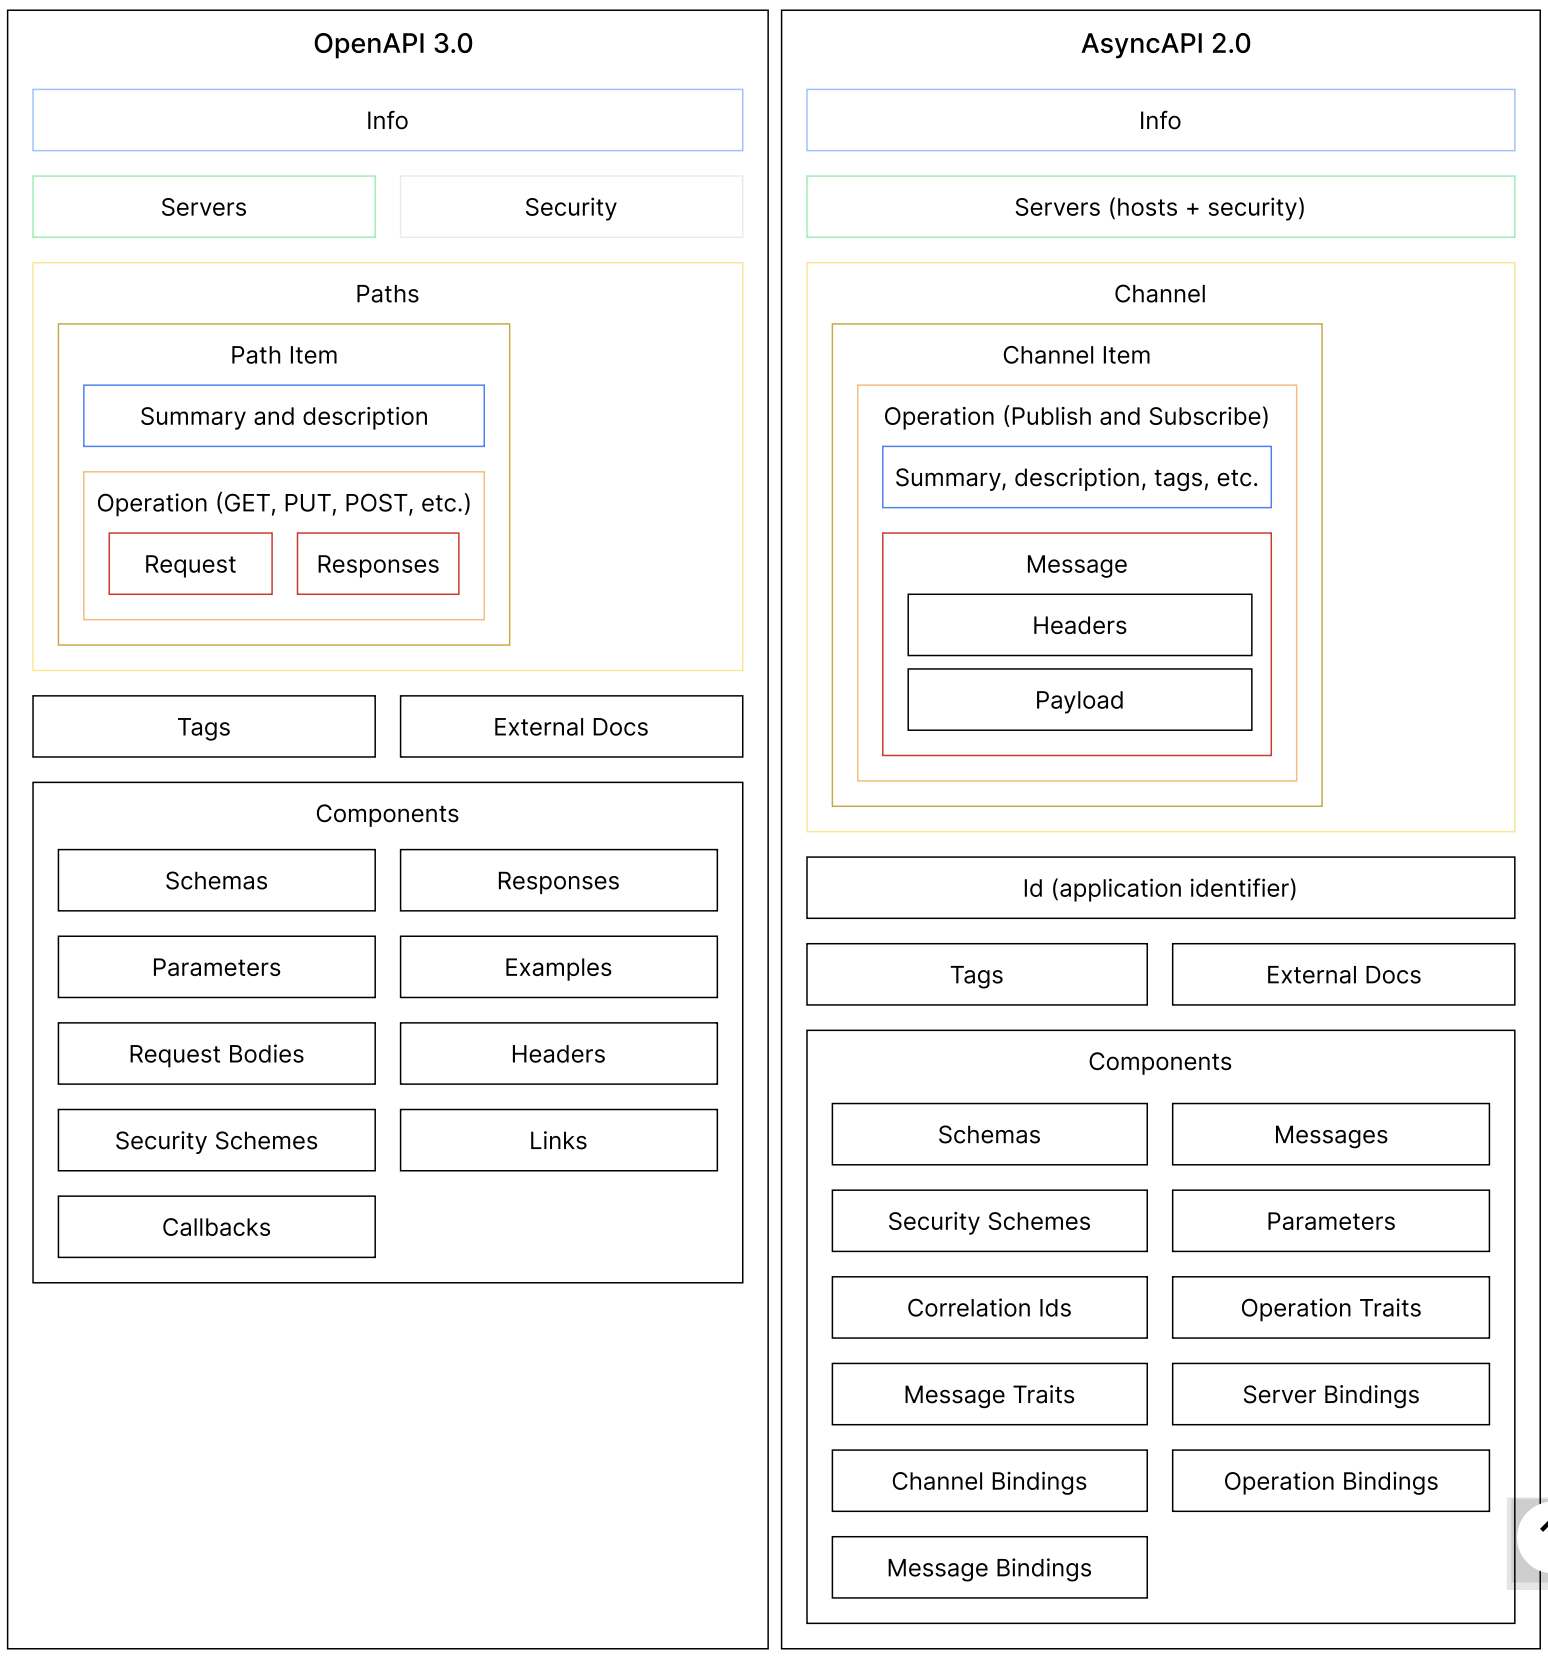 OpenAPI 3.0
Info
Servers
Security
Paths
Path Item
Summary and description
Operation (GET, PUT, POST, etc.)
Request
Responses
Tags
External Docs
Components
Schemas
Responses
Parameters
Examples
Request Bodies
Headers
Security Schemes
Links
Callbacks
AsyncAPI 2.0
Info
Servers (hosts + security)
Channel
Channel Item
Operation (Publish and Subscribe)
Summary, description, tags, etc.
Message
Headers
Payload
Id (application identifier)
Tags
External Docs
Components
Schemas
Messages
Security Schemes
Parameters
Correlation Ids
Operation Traits
Message Traits
Server Bindings
Channel Bindings
Operation Bindings
Message Bindings